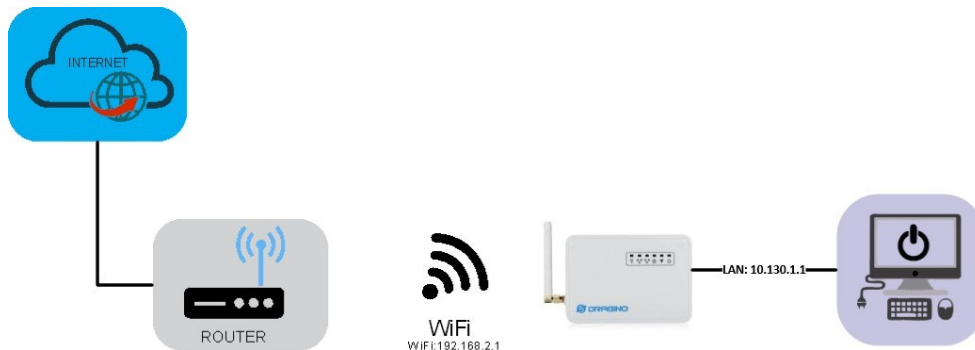 INTERNET
ROUTER
WiFi
WiFi:192.168.2.1
DRAGINO
LAN: 10.130.1.1